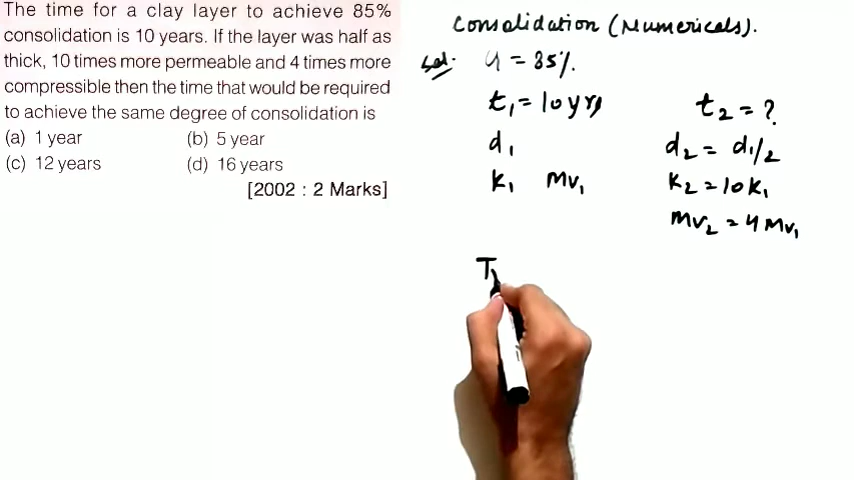 The time for a clay layer to achieve 85%
consolidation is 10 years. If the layer was half as
thick, 10 times more permeable and 4 times more
compressible then the time that would be required
to achieve the same degree of consolidation is
(a) 1 year (b) 5 year
(c) 12 years (d) 16 years
[2002 : 2 Marks]
Consolidation (Numericals).
Sol. U = 85%.
t₁ = 10 yrs t₂ = ?
d₁ d₂ = d₁/2
k₁ mv₁ k₂ = 10k₁
mv₂ = 4 mv₁
T